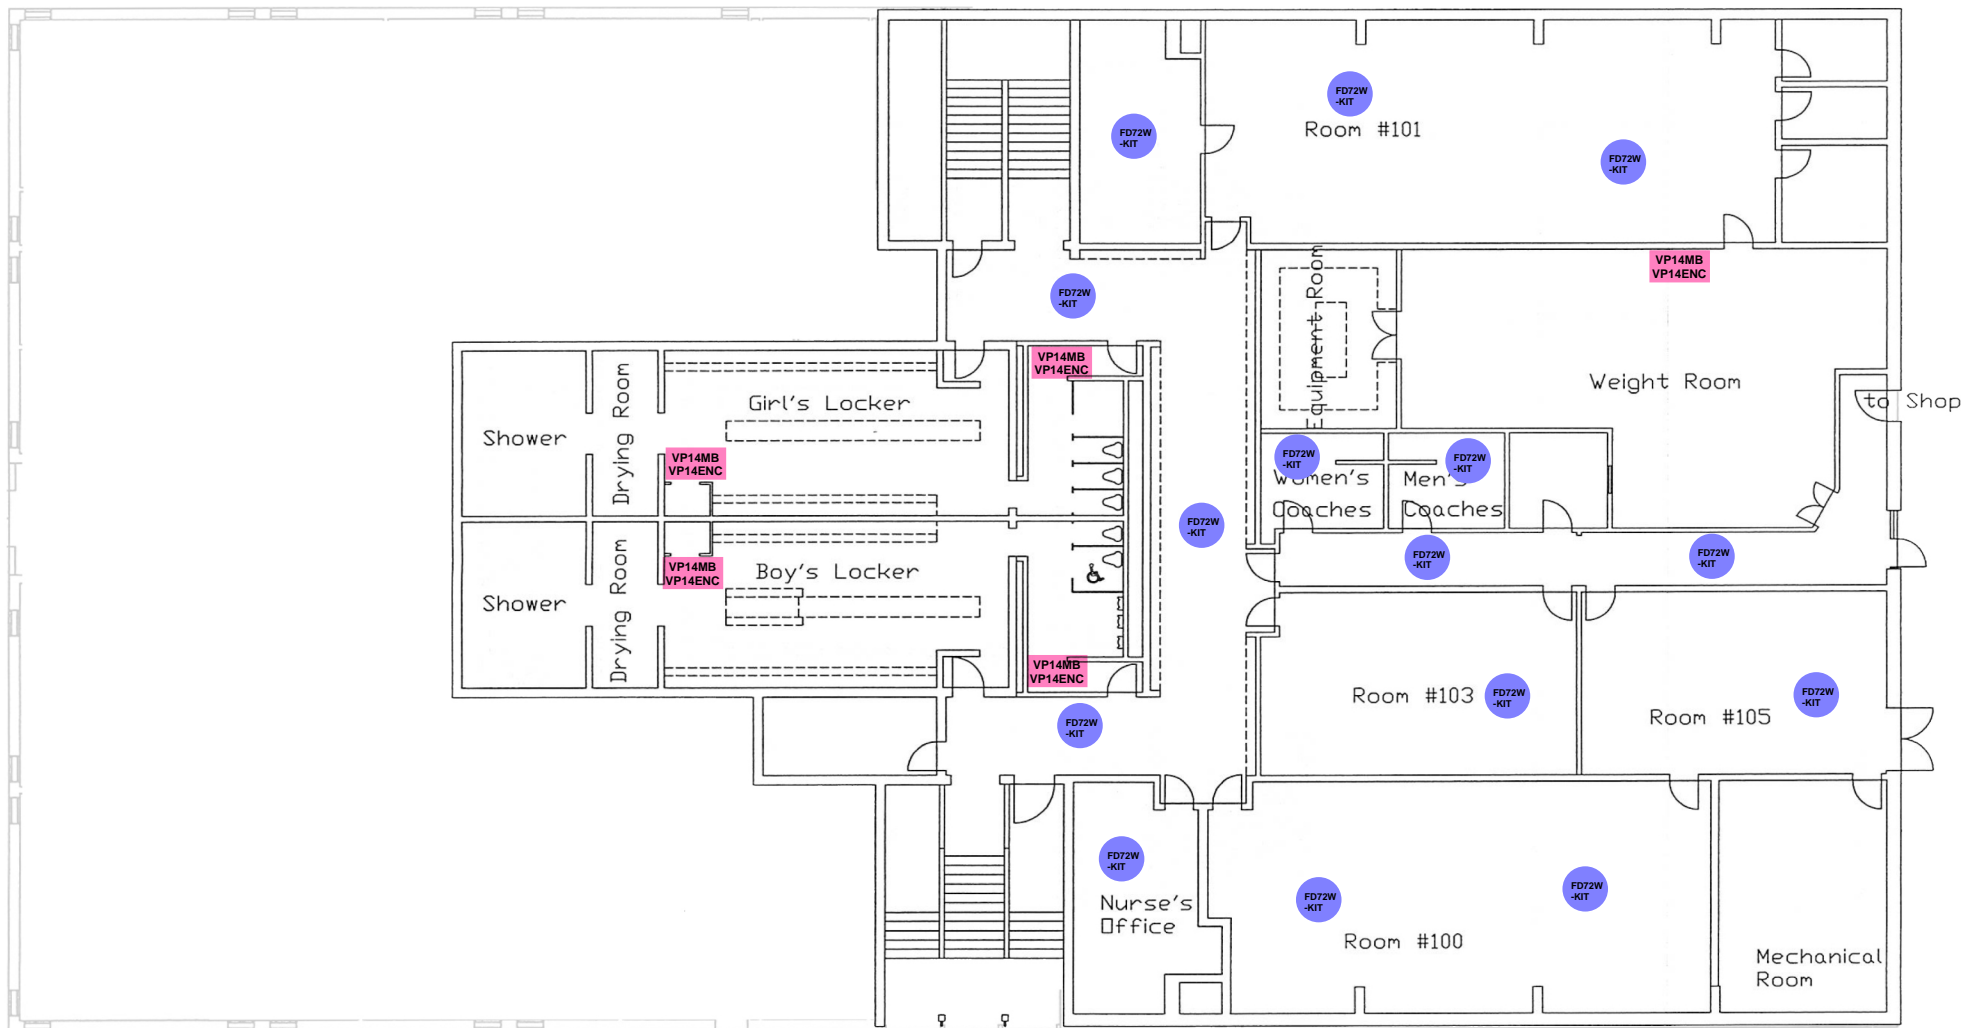 FD72W
-KIT
Room #101
FD72W
-KIT
FD72W
-KIT
VP14MB
VP14ENC
FD72W
-KIT
Equipment Room
VP14MB
VP14ENC
Weight Room
to Shop
Girl's Locker
Shower
Drying Room
VP14MB
VP14ENC
FD72W
-KIT
Women's
Coaches
FD72W
-KIT
Men's
Coaches
FD72W
-KIT
FD72W
-KIT
FD72W
-KIT
VP14MB
VP14ENC
Boy's Locker
Shower
Drying Room
VP14MB
VP14ENC
Room #103
FD72W
-KIT
FD72W
-KIT
Room #105
FD72W
-KIT
FD72W
-KIT
Nurse's
Office
FD72W
-KIT
FD72W
-KIT
Room #100
Mechanical
Room